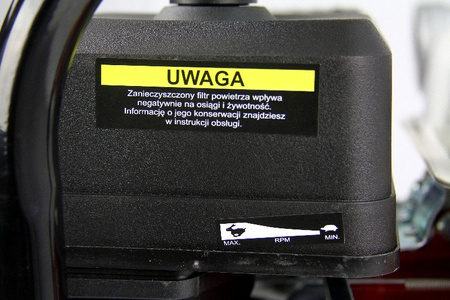 UWAGA
Zanieczyszczony filtr powietrza wpływa
negatywnie na osiągi i żywotność.
Informację o jego konserwacji znajdziesz
w instrukcji obsługi.
MAX. RPM MIN.